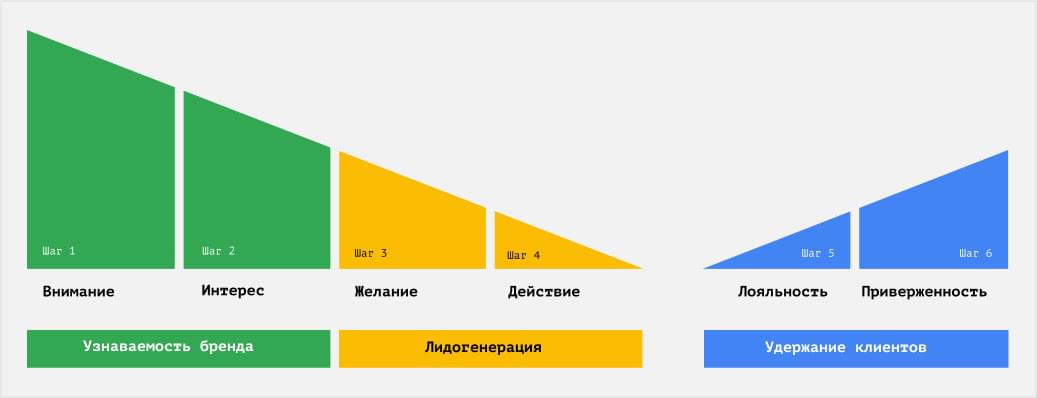 Шаг 1
Шаг 2
Шаг 3
Шаг 4
Шаг 5
Шаг 6
Внимание
Интерес
Желание
Действие
Лояльность
Приверженность
Узнаваемость бренда
Лидогенерация
Удержание клиентов